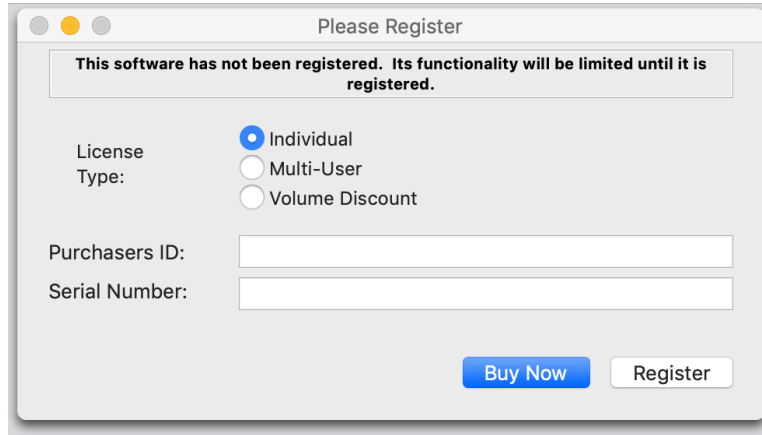 Please Register
This software has not been registered.  Its functionality will be limited until it is
registered.
License
Type:
Individual
Multi-User
Volume Discount
Purchasers ID:
Serial Number:
Buy Now
Register